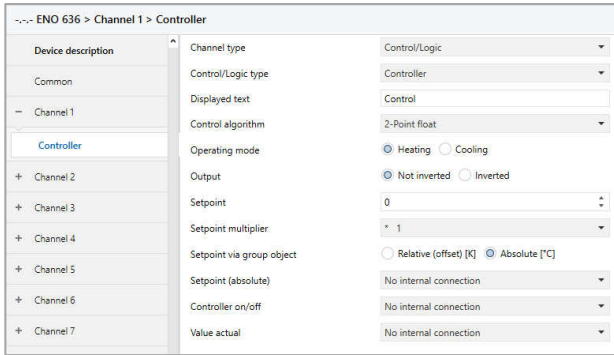 -.-.- ENO 636 > Channel 1 > Controller
Device description
Common
– Channel 1
Controller
+ Channel 2
+ Channel 3
+ Channel 4
+ Channel 5
+ Channel 6
+ Channel 7
Channel type Control/Logic
Control/Logic type Controller
Displayed text Control
Control algorithm 2-Point float
Operating mode Heating Cooling
Output Not inverted Inverted
Setpoint 0
Setpoint multiplier * 1
Setpoint via group object Relative (offset) [K] Absolute [°C]
Setpoint (absolute) No internal connection
Controller on/off No internal connection
Value actual No internal connection